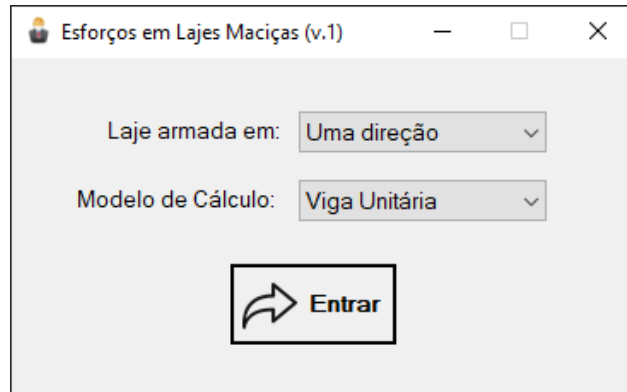 Esforços em Lajes Maciças (v.1)
Laje armada em: Uma direção
Modelo de Cálculo: Viga Unitária
Entrar